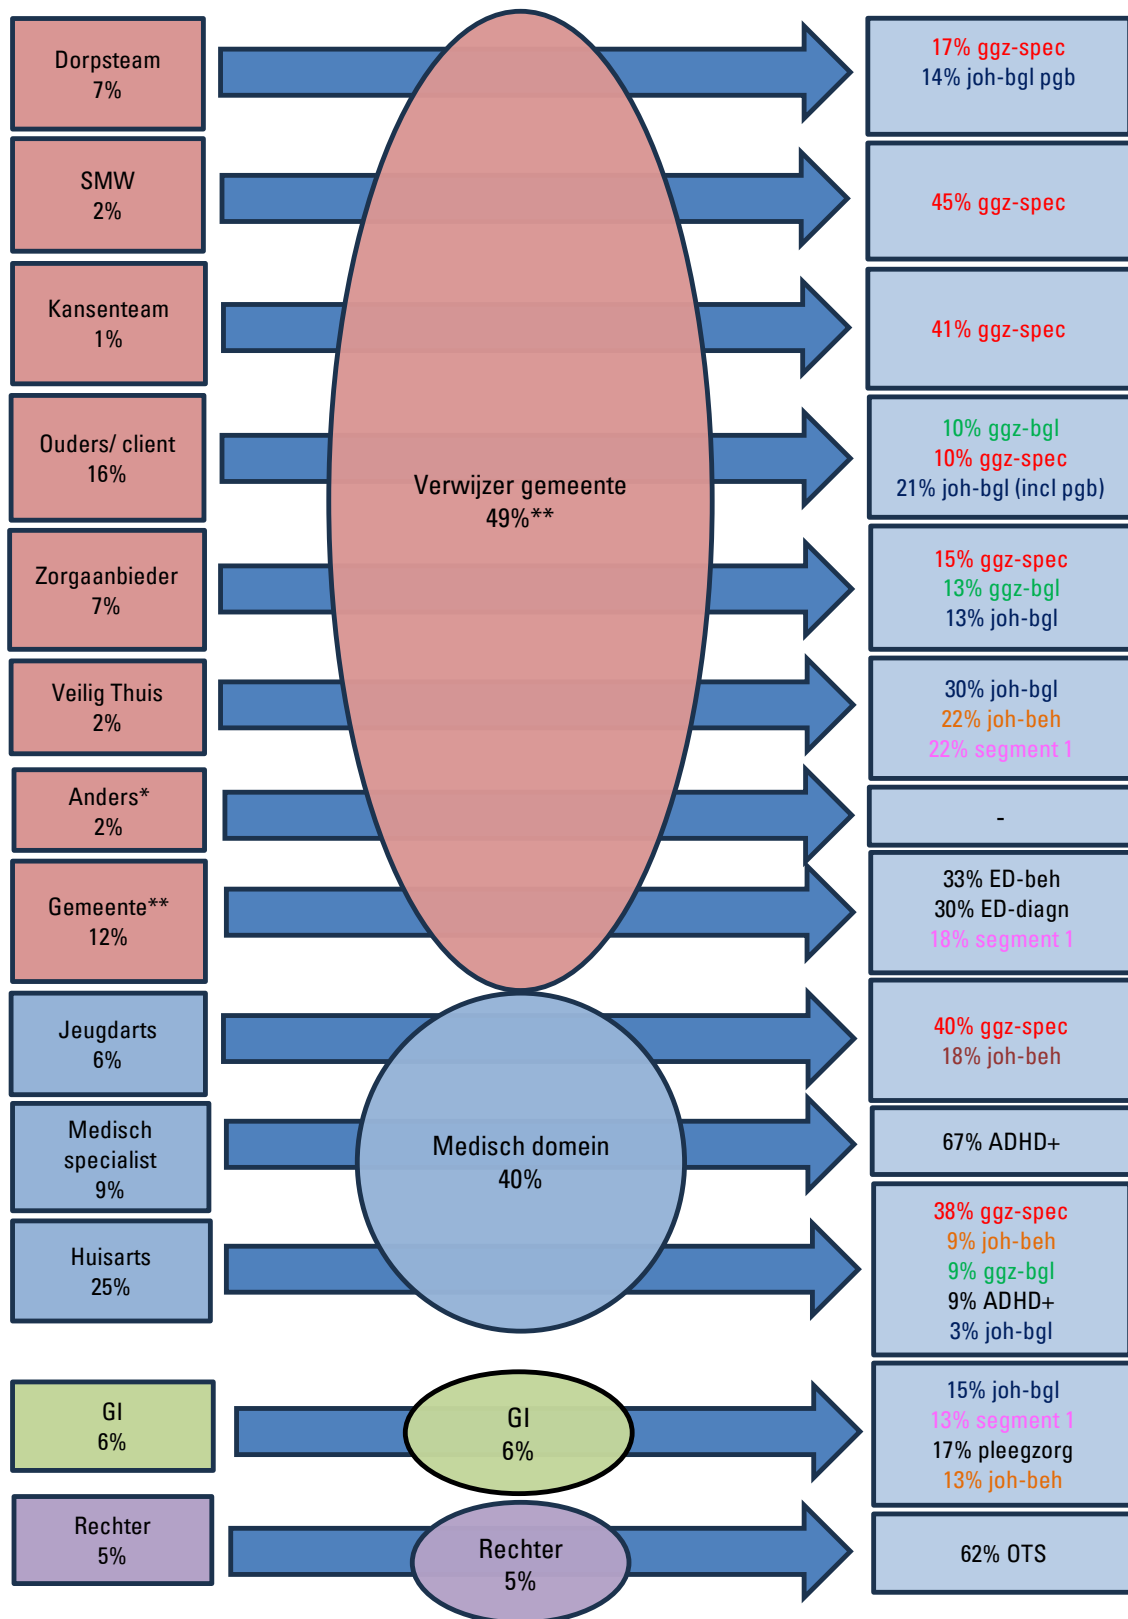 Dorpsteam
7%
17% ggz-spec
14% joh-bgl pgb
SMW
2%
45% ggz-spec
Kansenteam
1%
41% ggz-spec
Ouders/ client
16%
10% ggz-bgl
10% ggz-spec
21% joh-bgl (incl pgb)
Verwijzer gemeente
49%**
Zorgaanbieder
7%
15% ggz-spec
13% ggz-bgl
13% joh-bgl
Veilig Thuis
2%
30% joh-bgl
22% joh-beh
22% segment 1
Anders*
2%
-
Gemeente**
12%
33% ED-beh
30% ED-diagn
18% segment 1
Jeugdarts
6%
40% ggz-spec
18% joh-beh
Medisch
specialist
9%
Medisch domein
40%
67% ADHD+
Huisarts
25%
38% ggz-spec
9% joh-beh
9% ggz-bgl
9% ADHD+
3% joh-bgl
GI
6%
GI
6%
15% joh-bgl
13% segment 1
17% pleegzorg
13% joh-beh
Rechter
5%
Rechter
5%
62% OTS